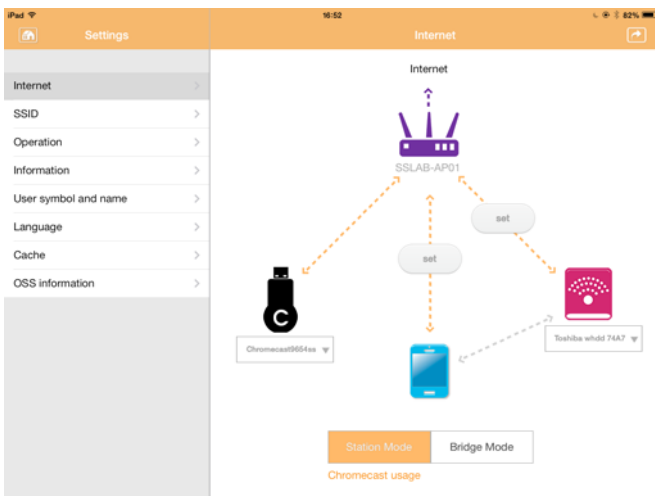 iPad 16:52 82%
Settings
Internet
Internet
SSID
Operation
Information
User symbol and name
Language
Cache
OSS information
Internet
SSLAB-AP01
set
set
C
Chromecast9654ss
Toshiba whdd 74A7
Station Mode
Bridge Mode
Chromecast usage